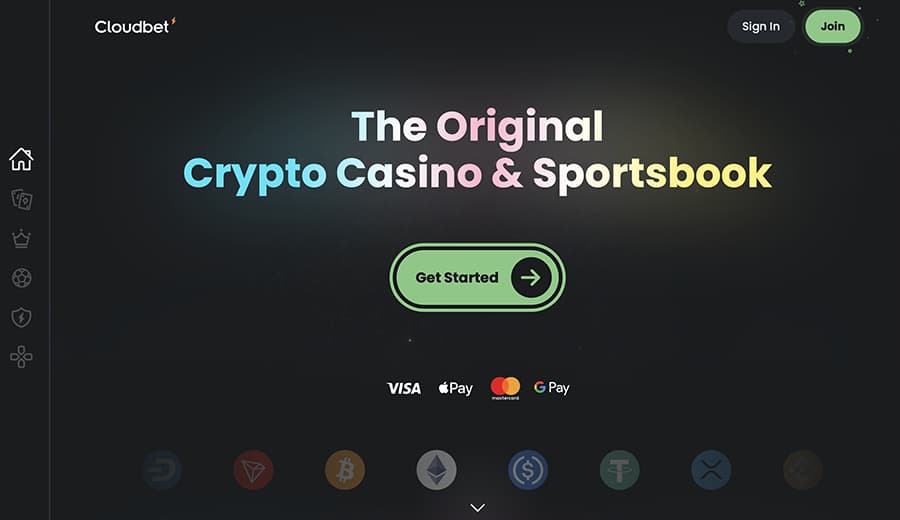 Cloudbet
Sign In
Join
The Original
Crypto Casino & Sportsbook
Get Started
VISA
Pay
mastercard
G Pay